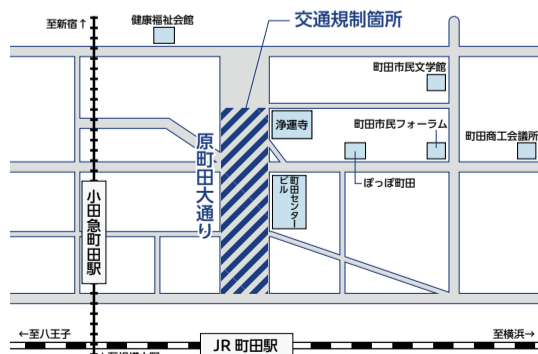 至新宿↑
健康福祉会館
交通規制箇所
町田市民文学館
浄運寺
町田市民フォーラム
町田商工会議所
原町田大通り
ぽっぽ町田
町田センター
ビル
小田急町田駅
←至八王子
JR 町田駅
至横浜→